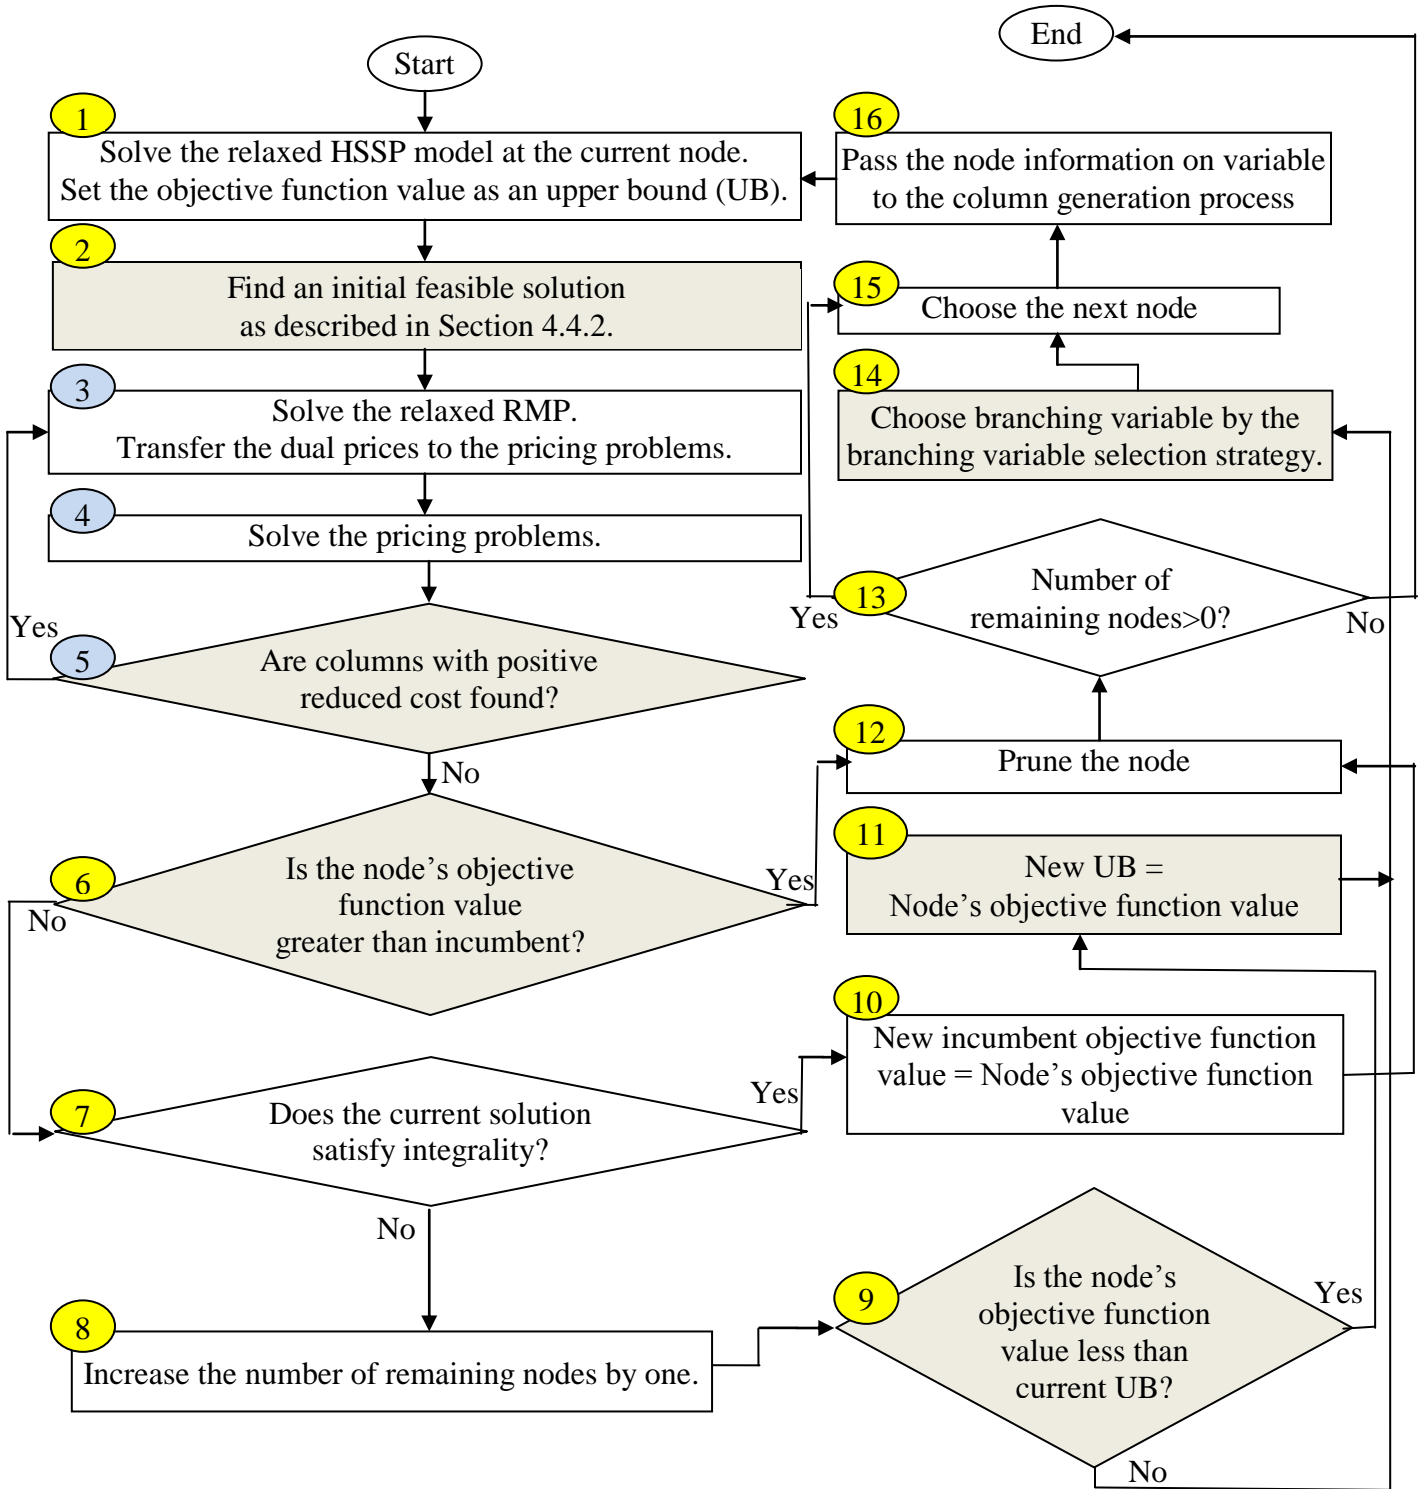 Start
1
Solve the relaxed HSSP model at the current node.
Set the objective function value as an upper bound (UB).
2
Find an initial feasible solution
as described in Section 4.4.2.
3
Solve the relaxed RMP.
Transfer the dual prices to the pricing problems.
4
Solve the pricing problems.
Yes
5
Are columns with positive
reduced cost found?
No
6
Is the node’s objective
function value
greater than incumbent?
Yes
No
7
Does the current solution
satisfy integrality?
Yes
No
8
Increase the number of remaining nodes by one.
9
Is the node’s
objective function
value less than
current UB?
Yes
No
10
New incumbent objective function
value = Node’s objective function
value
11
New UB =
Node’s objective function value
12
Prune the node
13
Number of
remaining nodes>0?
Yes
No
14
Choose branching variable by the
branching variable selection strategy.
15
Choose the next node
16
Pass the node information on variable
to the column generation process
End